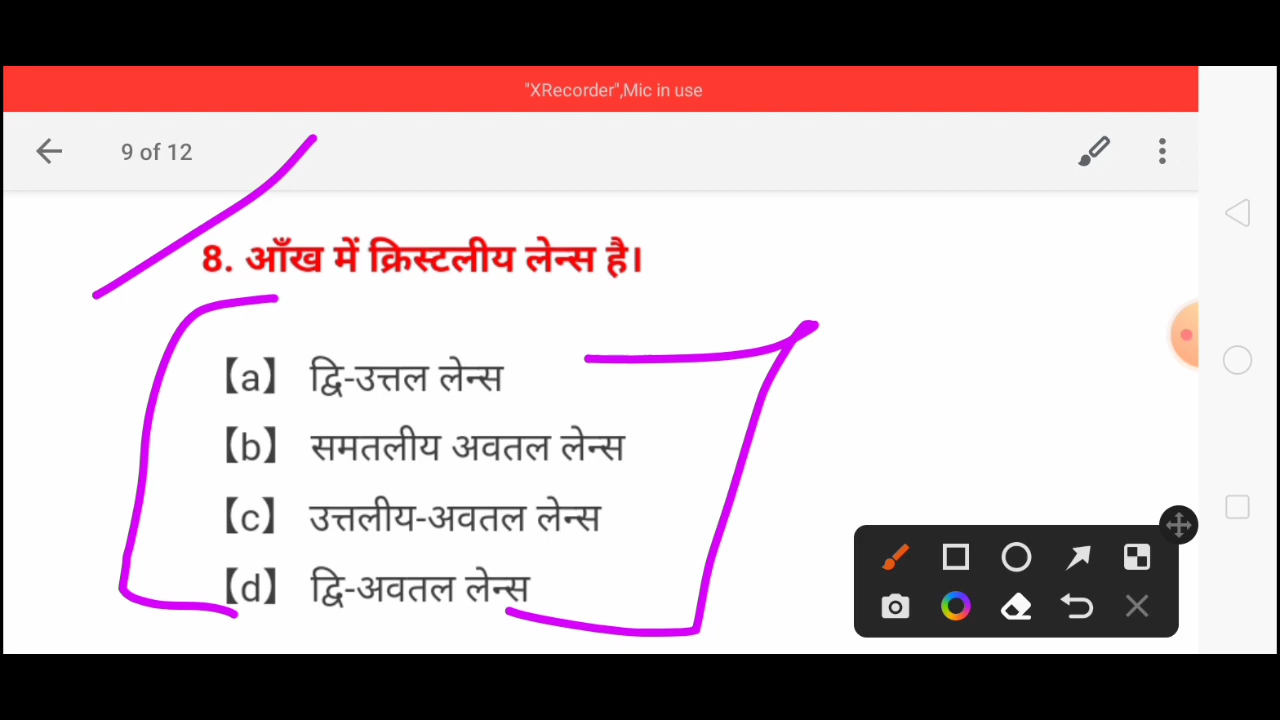 "XRecorder",Mic in use
9 of 12
8. आँख में क्रिस्टलीय लेन्स है।
【a】 द्वि-उत्तल लेन्स
【b】 समतलीय अवतल लेन्स
【c】 उत्तलीय-अवतल लेन्स
【d】 द्वि-अवतल लेन्स